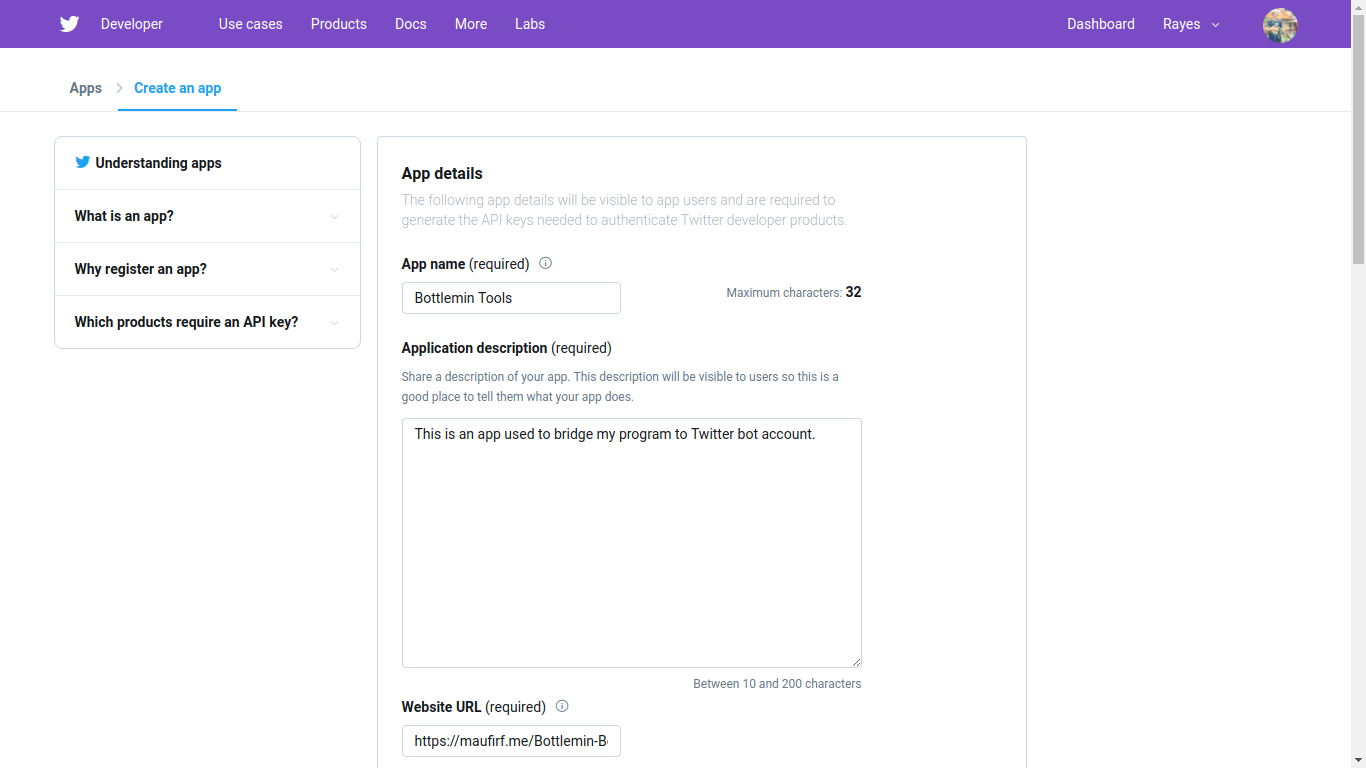 Developer Use cases Products Docs More Labs Dashboard Rayes
Apps Create an app
Understanding apps
What is an app?
Why register an app?
Which products require an API key?
App details
The following app details will be visible to app users and are required to
generate the API keys needed to authenticate Twitter developer products.
App name (required)
Bottlemin Tools
Maximum characters: 32
Application description (required)
Share a description of your app. This description will be visible to users so this is a
good place to tell them what your app does.
This is an app used to bridge my program to Twitter bot account.
Between 10 and 200 characters
Website URL (required)
https://maufirf.me/Bottlemin-B